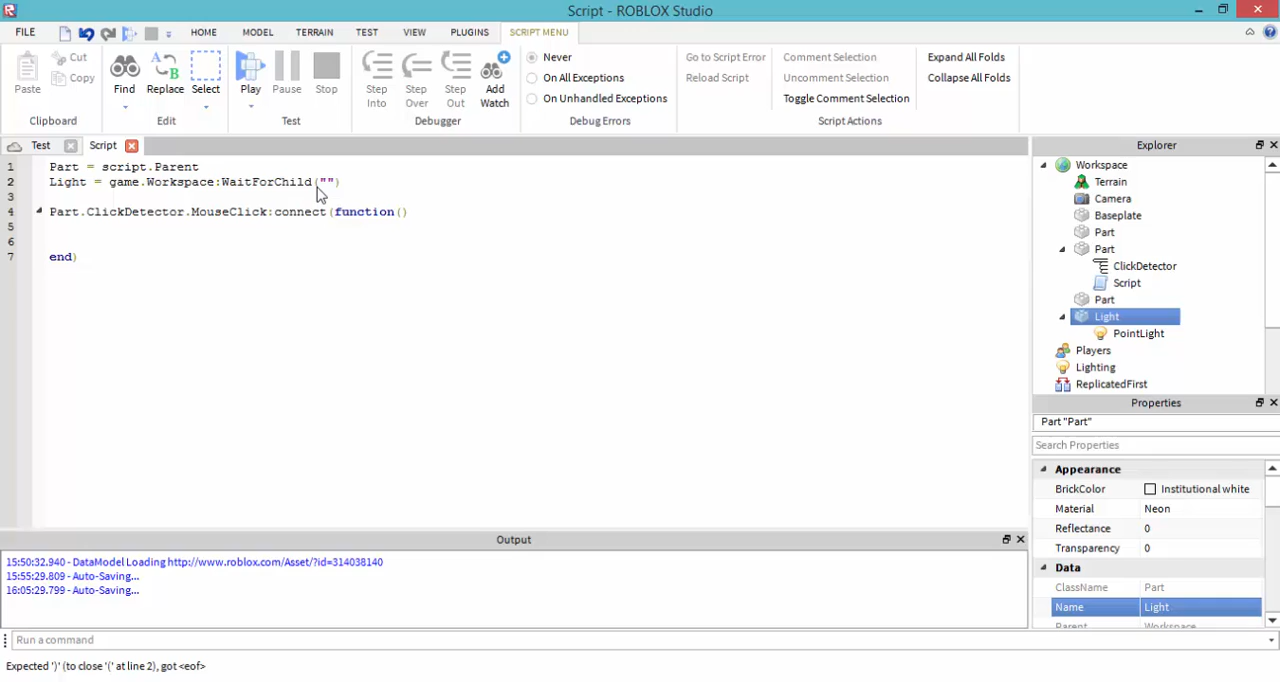 Script - ROBLOX Studio
FILE HOME MODEL TERRAIN TEST VIEW PLUGINS SCRIPT MENU
Paste Cut Copy Clipboard
Find Replace Select Edit
Play Pause Stop Test
Step Into Step Over Step Out Add Watch Debugger
Never
On All Exceptions
On Unhandled Exceptions
Debug Errors
Go to Script Error
Reload Script
Comment Selection
Uncomment Selection
Toggle Comment Selection
Script Actions
Expand All Folds
Collapse All Folds
Test Script
1 Part = script.Parent
2 Light = game.Workspace:WaitForChild("")
3
4 Part.ClickDetector.MouseClick:connect(function()
5
6
7 end)
Explorer
Workspace
Terrain
Camera
Baseplate
Part
Part
ClickDetector
Script
Part
Light
PointLight
Players
Lighting
ReplicatedFirst
Properties
Part "Part"
Search Properties
Appearance
BrickColor Institutional white
Material Neon
Reflectance 0
Transparency 0
Data
ClassName Part
Name Light
Parent Workspace
Output
15:50:32.940 - DataModel Loading http://www.roblox.com/Asset/?id=314038140
15:55:29.809 - Auto-Saving...
16:05:29.799 - Auto-Saving...
Run a command
Expected ')' (to close '(' at line 2), got <eof>